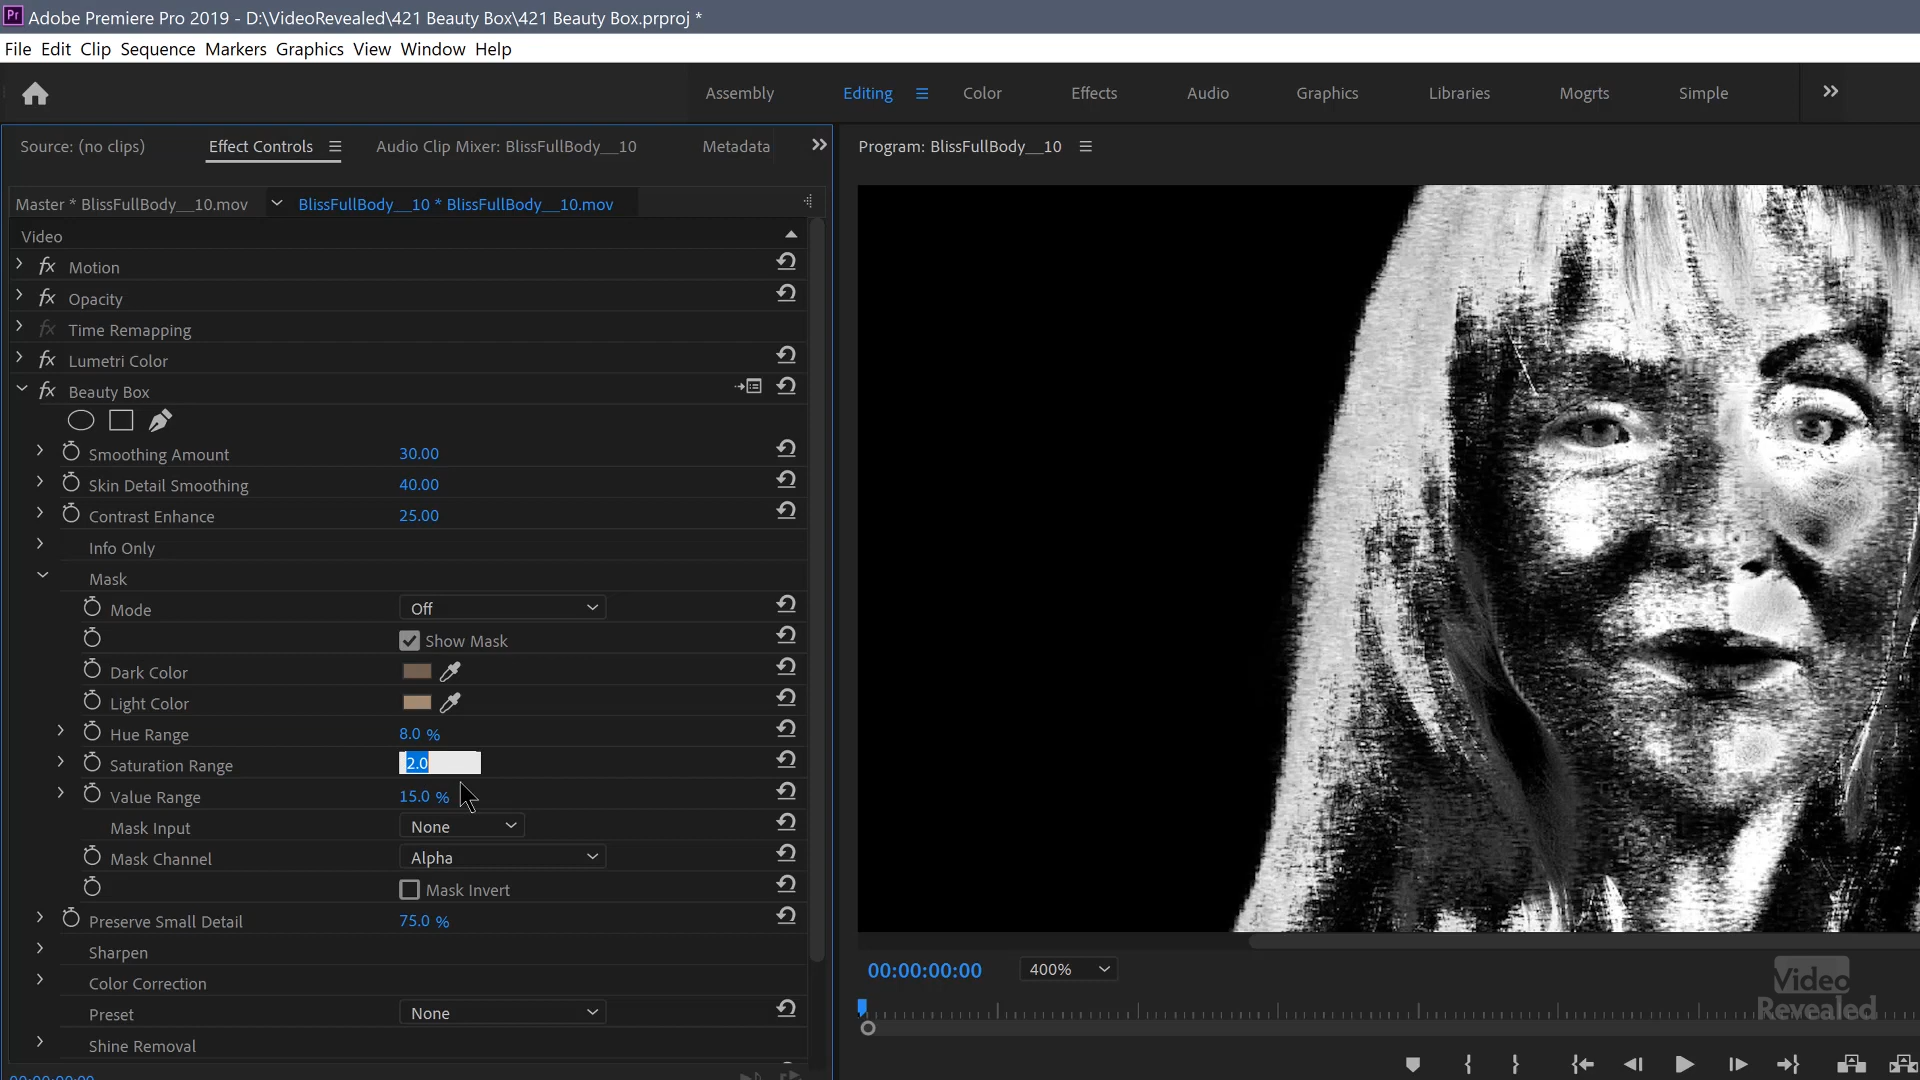 Pr Adobe Premiere Pro 2019 - D:\VideoRevealed\421 Beauty Box\421 Beauty Box.prproj *
File Edit Clip Sequence Markers Graphics View Window Help
Assembly Editing Color Effects Audio Graphics Libraries Mogrts Simple
Source: (no clips) Effect Controls Audio Clip Mixer: BlissFullBody__10 Metadata
Program: BlissFullBody__10
Master * BlissFullBody__10.mov BlissFullBody__10 * BlissFullBody__10.mov
Video
fx Motion
fx Opacity
fx Time Remapping
fx Lumetri Color
fx Beauty Box
Smoothing Amount 30.00
Skin Detail Smoothing 40.00
Contrast Enhance 25.00
Info Only
Mask
Mode Off
Show Mask
Dark Color
Light Color
Hue Range 8.0 %
Saturation Range 2.0
Value Range 15.0 %
Mask Input None
Mask Channel Alpha
Mask Invert
Preserve Small Detail 75.0 %
Sharpen
Color Correction
Preset None
Shine Removal
00:00:00:00 400%
Video
Revealed